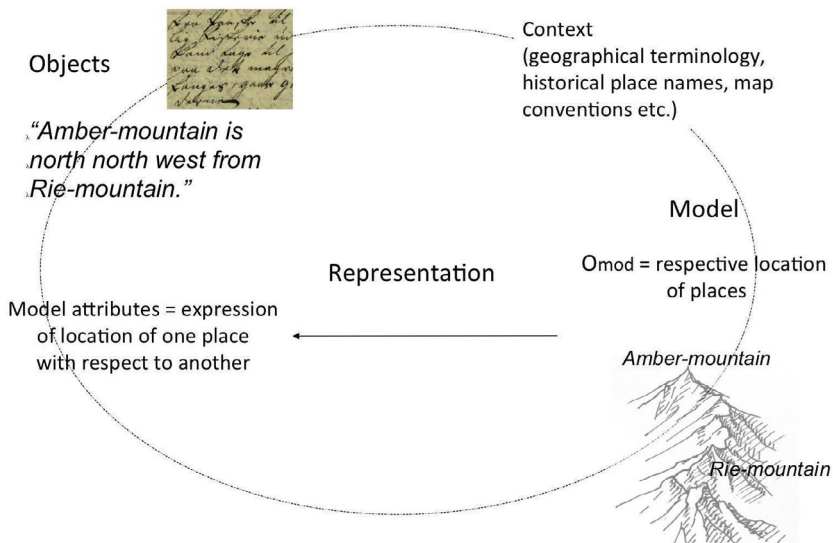 Objects
Context
(geographical terminology,
historical place names, map
conventions etc.)
“Amber-mountain is
north north west from
Rie-mountain.”
Model
Omod = respective location
of places
Representation
Model attributes = expression
of location of one place
with respect to another
Amber-mountain
Rie-mountain